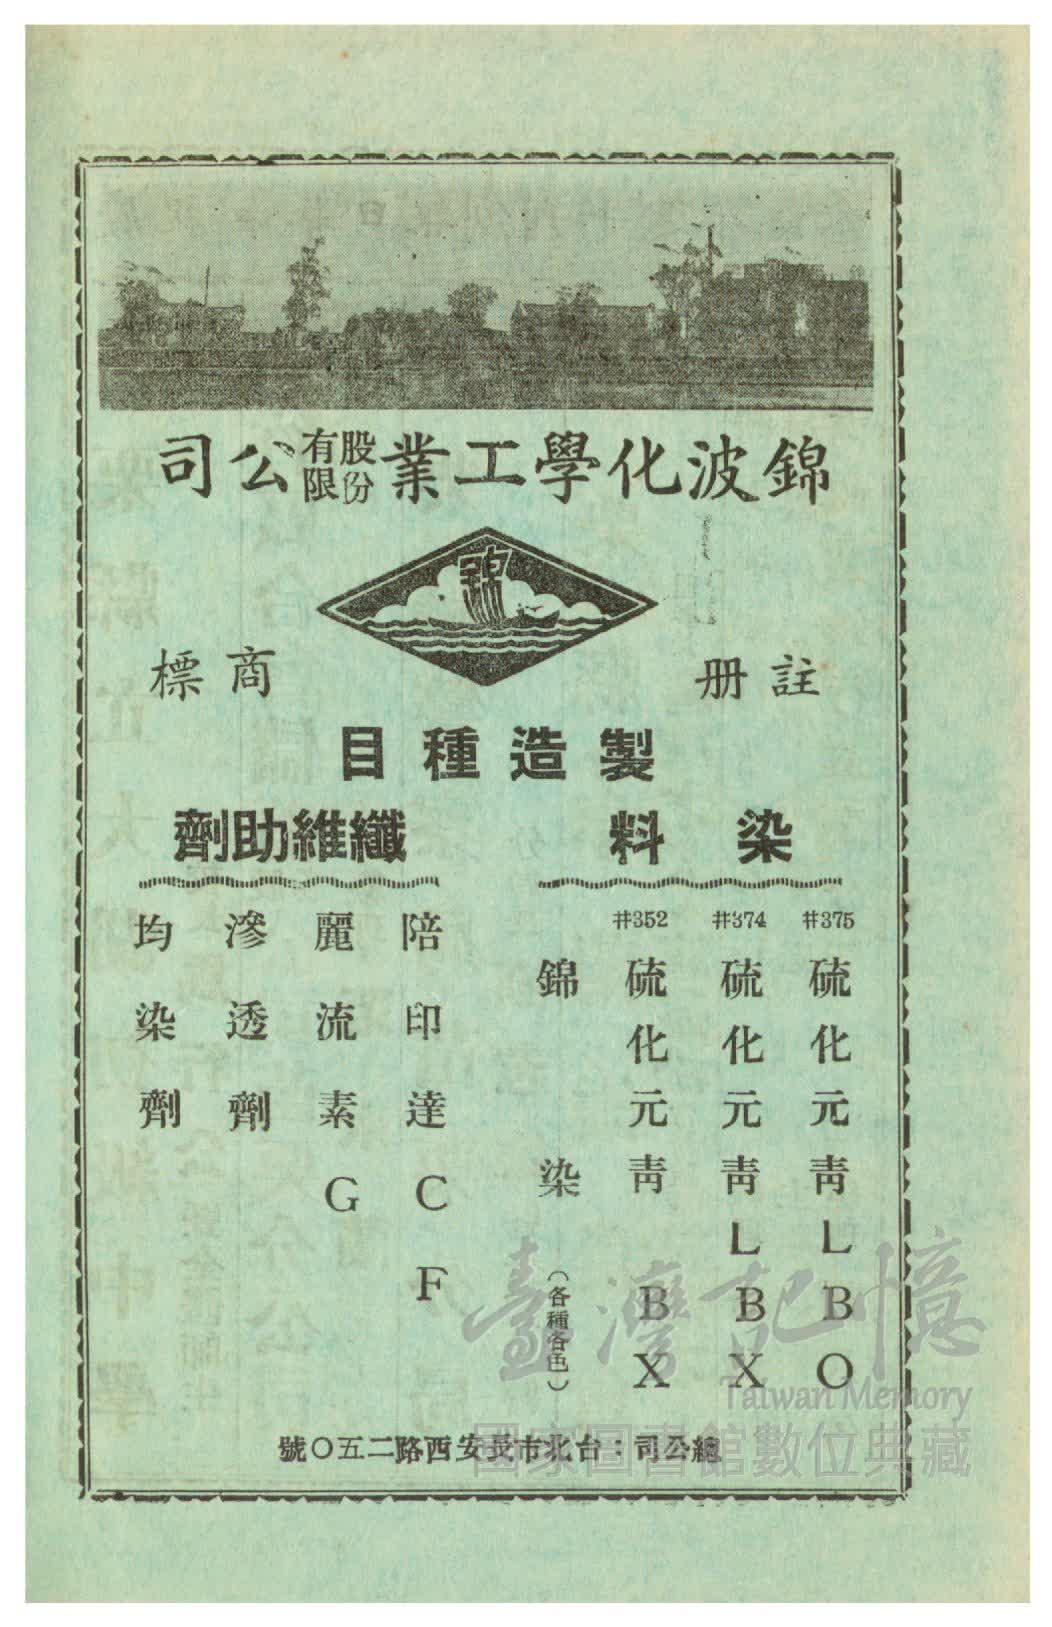 錦波化學工業股份有限公司
錦
註册
商標
製造種目
染料
#375 硫化元靑LBO
#374 硫化元靑LBX
#352 硫化元靑BX
錦染（各種各色）
纖維助劑
陪印達CF
麗流素G
滲透劑
均染劑
總公司：台北市長安西路二五〇號
臺灣記憶
Taiwan Memory
國家圖書館數位典藏